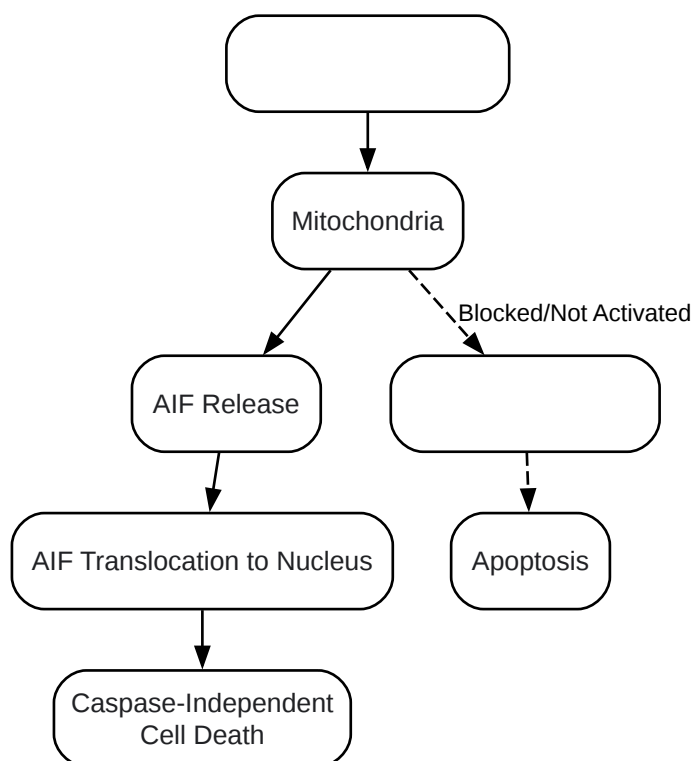 Mitochondria
Blocked/Not Activated
AIF Release
AIF Translocation to Nucleus
Apoptosis
Caspase-Independent
Cell Death